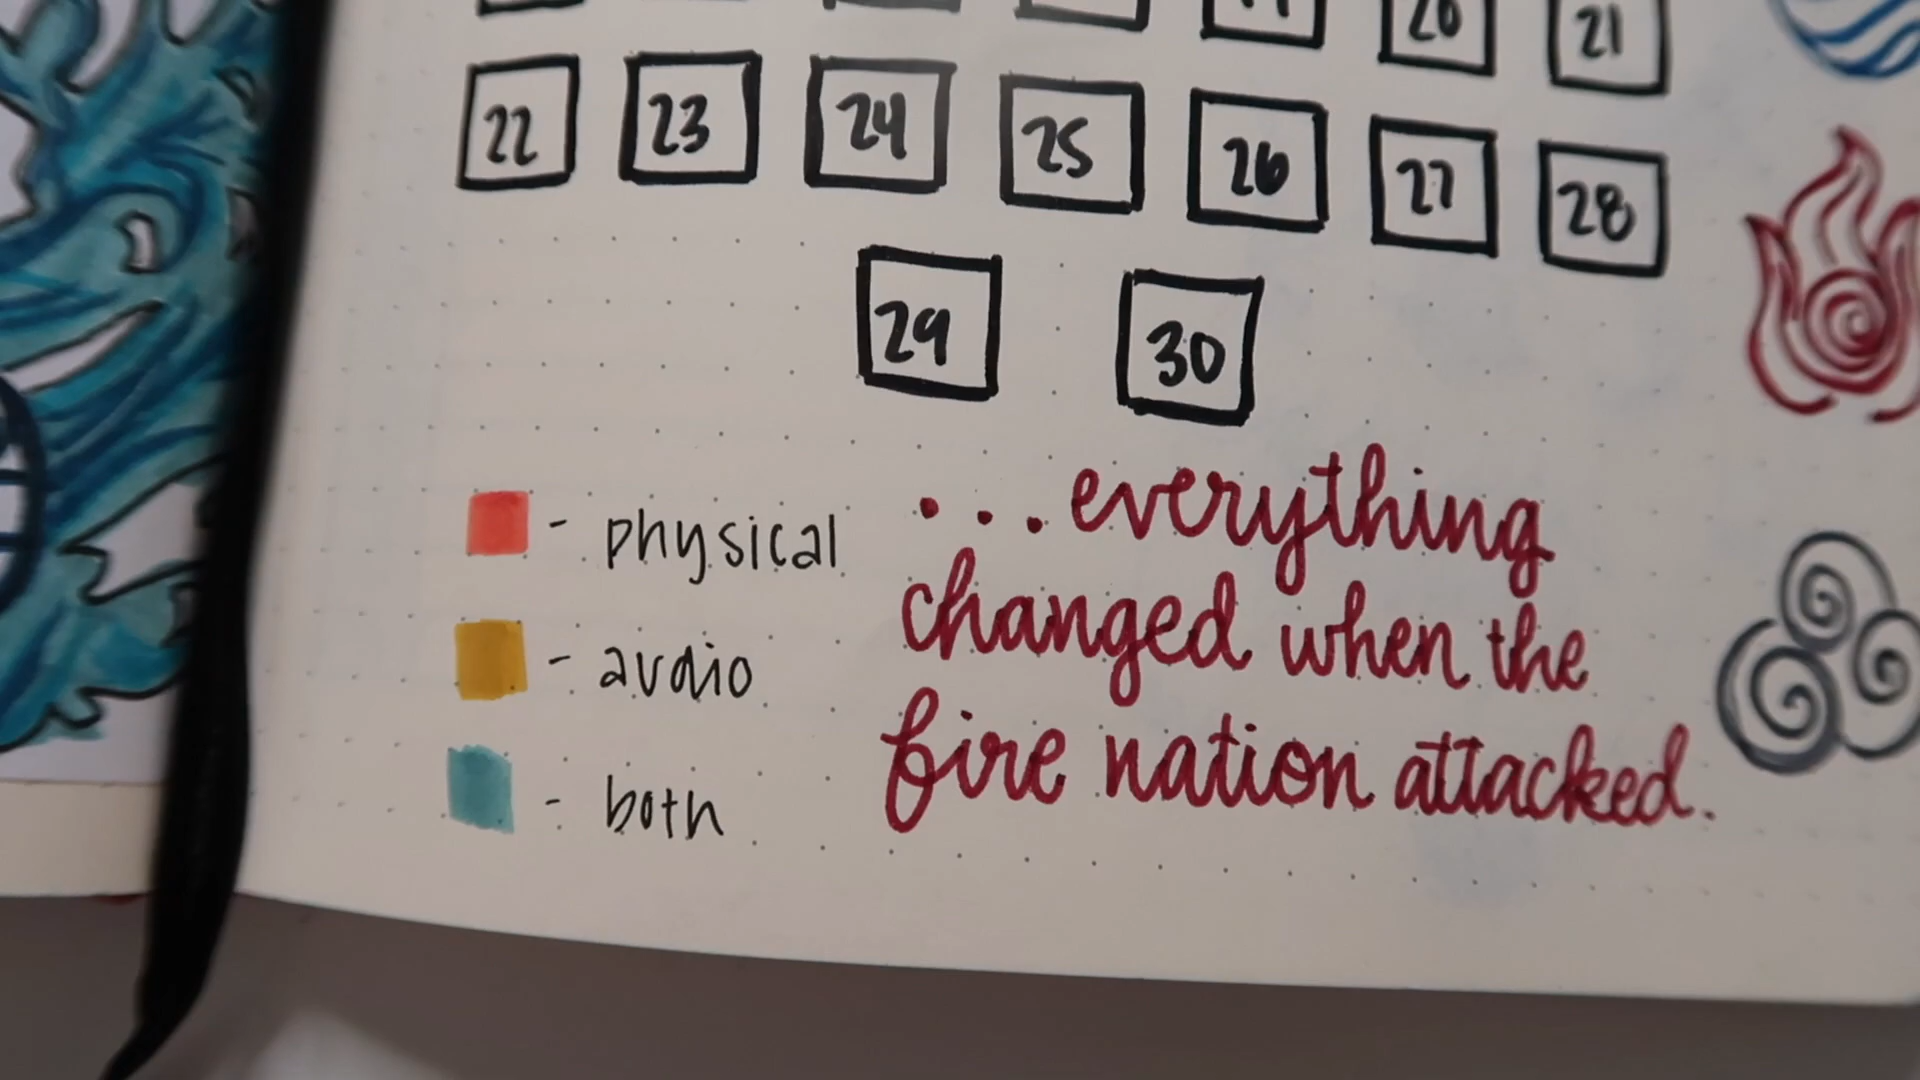 20 21
22 23 24 25 26 27 28
29 30
- physical
- audio
- both
...everything
changed when the
fire nation attacked.